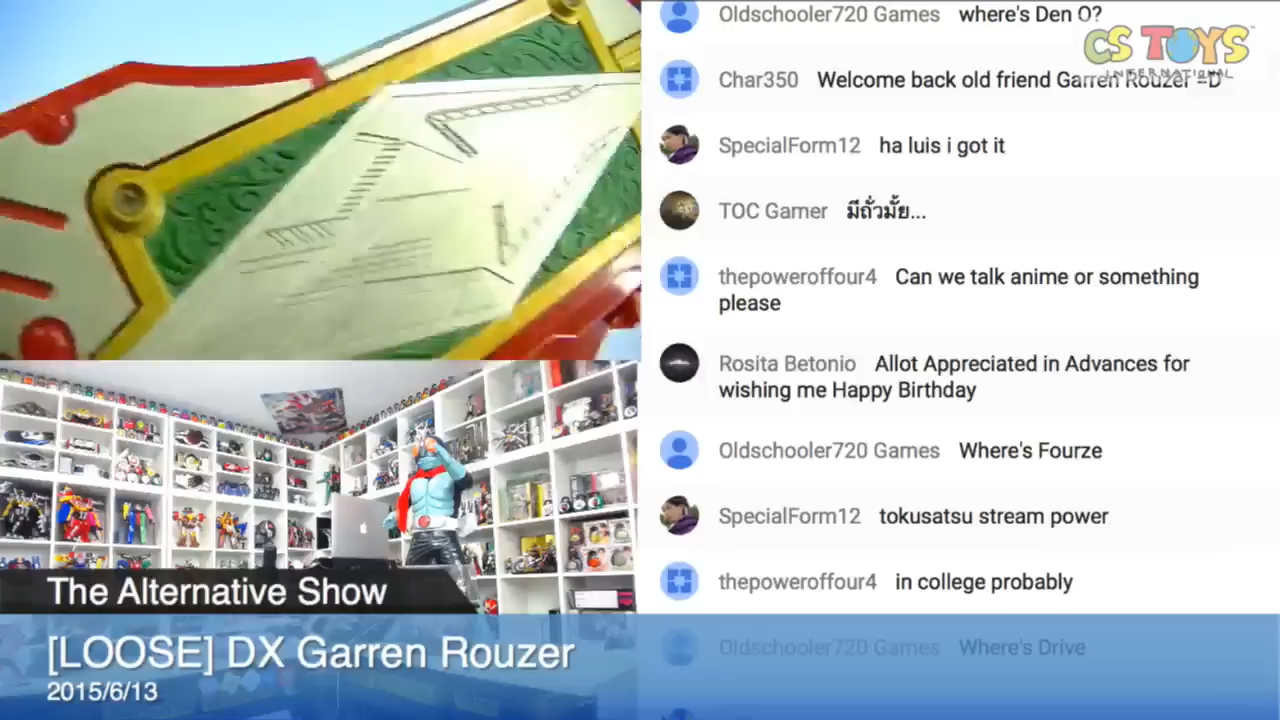 Oldschooler720 Games where's Den O?
CS TOYS
INTERNATIONAL
Char350 Welcome back old friend Garren Rouzer =D
SpecialForm12 ha luis i got it
TOC Gamer มีถั่วมั้ย...
thepoweroffour4 Can we talk anime or something
please
Rosita Betonio Allot Appreciated in Advances for
wishing me Happy Birthday
Oldschooler720 Games Where's Fourze
SpecialForm12 tokusatsu stream power
thepoweroffour4 in college probably
Oldschooler720 Games Where's Drive
The Alternative Show
[LOOSE] DX Garren Rouzer
2015/6/13